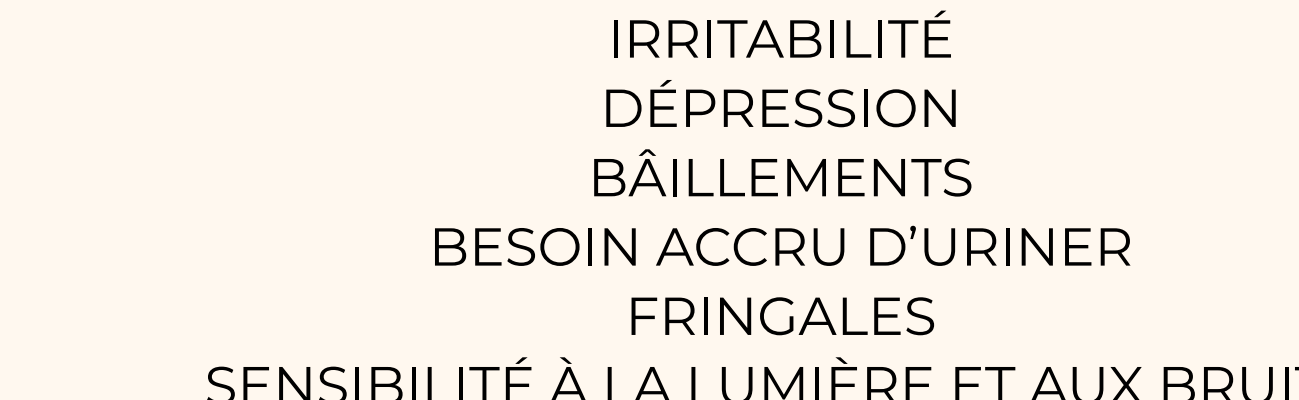 IRRITABILITÉ
DÉPRESSION
BÂILLEMENTS
BESOIN ACCRU D’URINER
FRINGALES
SENSIBILITÉ À LA LUMIÈRE ET AUX